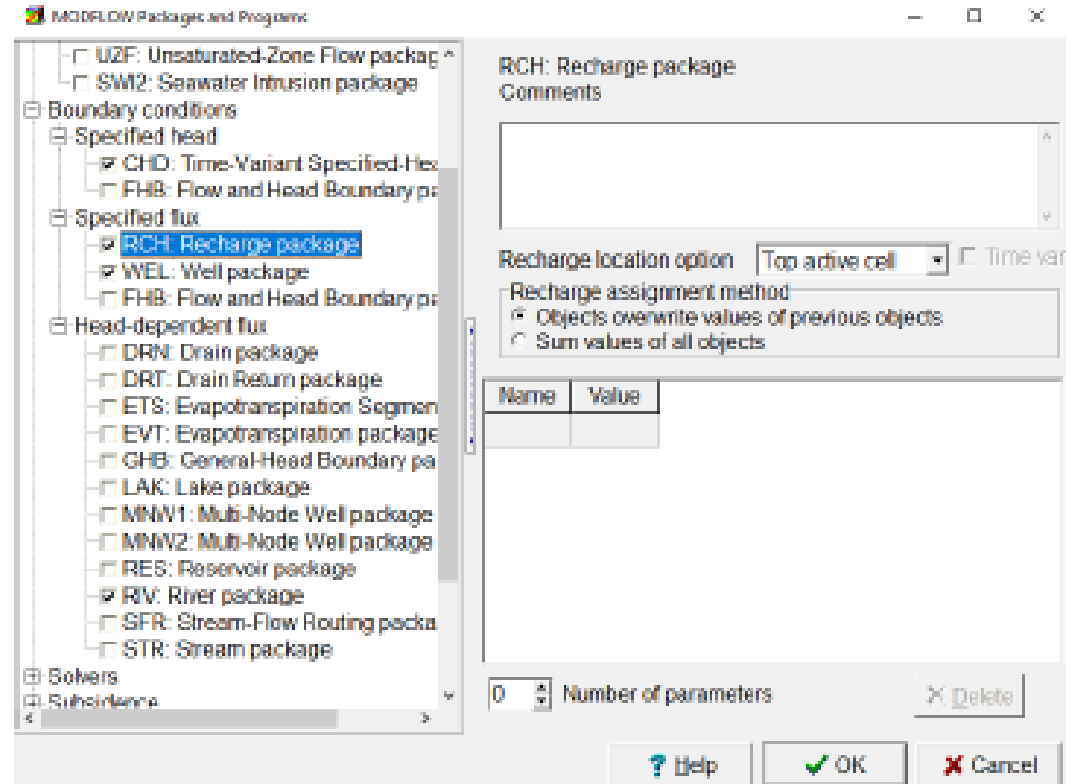 MODFLOW Packages and Programs
UZF: Unsaturated-Zone Flow packag
SWI2: Seawater Intrusion package
Boundary conditions
Specified head
CHD: Time-Variant Specified-Hea
FHB: Flow and Head Boundary pa
Specified flux
RCH: Recharge package
WEL: Well package
FHB: Flow and Head Boundary pa
Head-dependent flux
DRN: Drain package
DRT: Drain Return package
ETS: Evapotranspiration Segmen
EVT: Evapotranspiration package
GHB: General-Head Boundary pa
LAK: Lake package
MNW1: Multi-Node Well package
MNW2: Multi-Node Well package
RES: Reservoir package
RIV: River package
SFR: Stream-Flow Routing packa
STR: Stream package
Solvers
Subsidence
RCH: Recharge package
Comments
Recharge location option Top active cell Time var
Recharge assignment method
Objects overwrite values of previous objects
Sum values of all objects
Name Value
0 Number of parameters Delete
Help OK Cancel